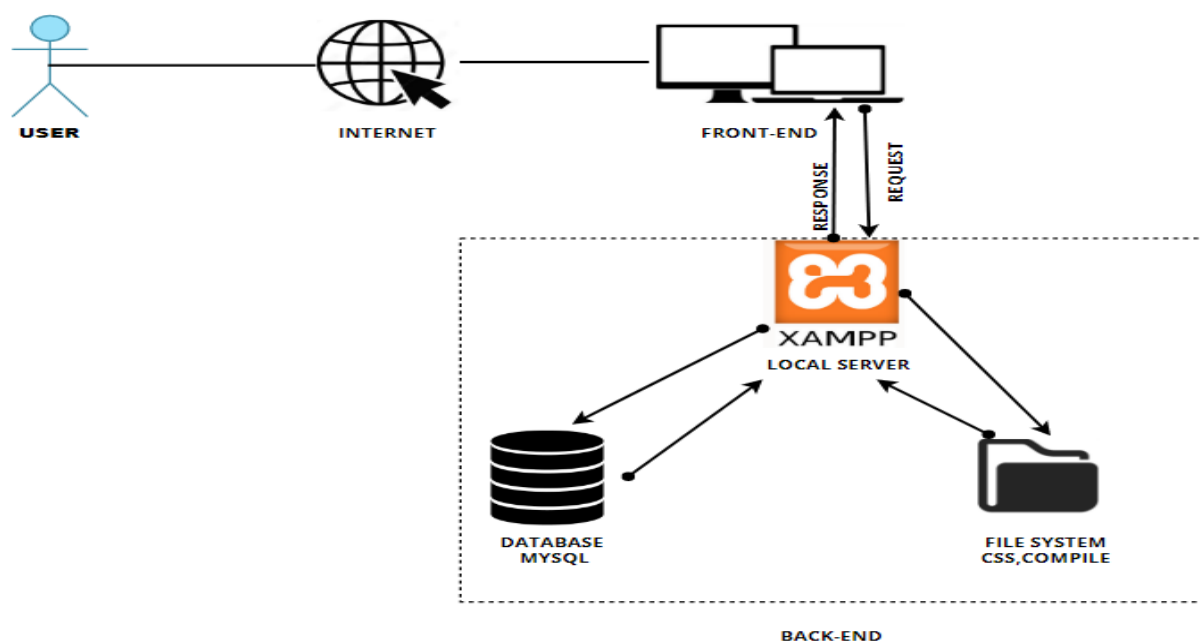 USER
INTERNET
FRONT-END
RESPONSE
REQUEST
XAMPP
LOCAL SERVER
DATABASE
MYSQL
FILE SYSTEM
CSS,COMPILE
BACK-END